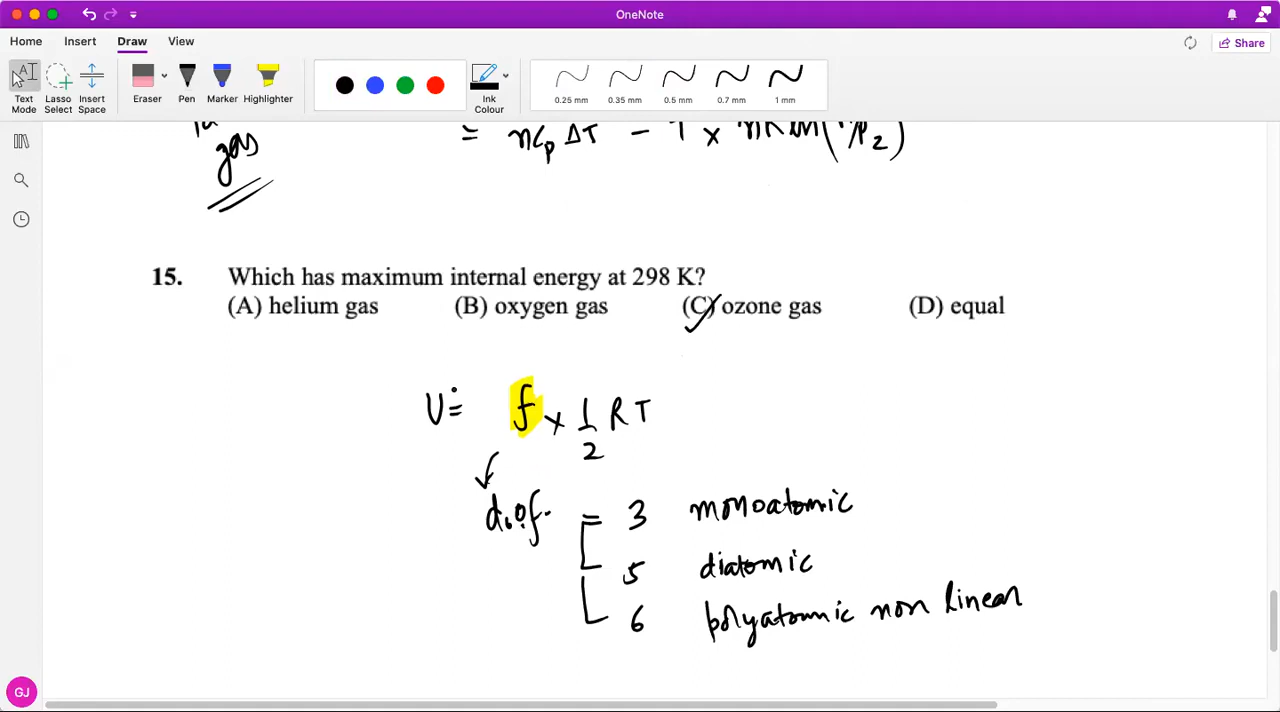 OneNote
Home Insert Draw View
Share
Text Mode
Lasso Select
Insert Space
Eraser
Pen
Marker
Highlighter
Ink Colour
0.25 mm 0.35 mm 0.5 mm 0.7 mm 1 mm
gas
= nCp ΔT - T × nR ln( P2)
15. Which has maximum internal energy at 298 K?
(A) helium gas (B) oxygen gas (C) ozone gas (D) equal
U = f × 1/2 RT
d.o.f. = 3 monoatomic
5 diatomic
6 polyatomic non linear
GJ